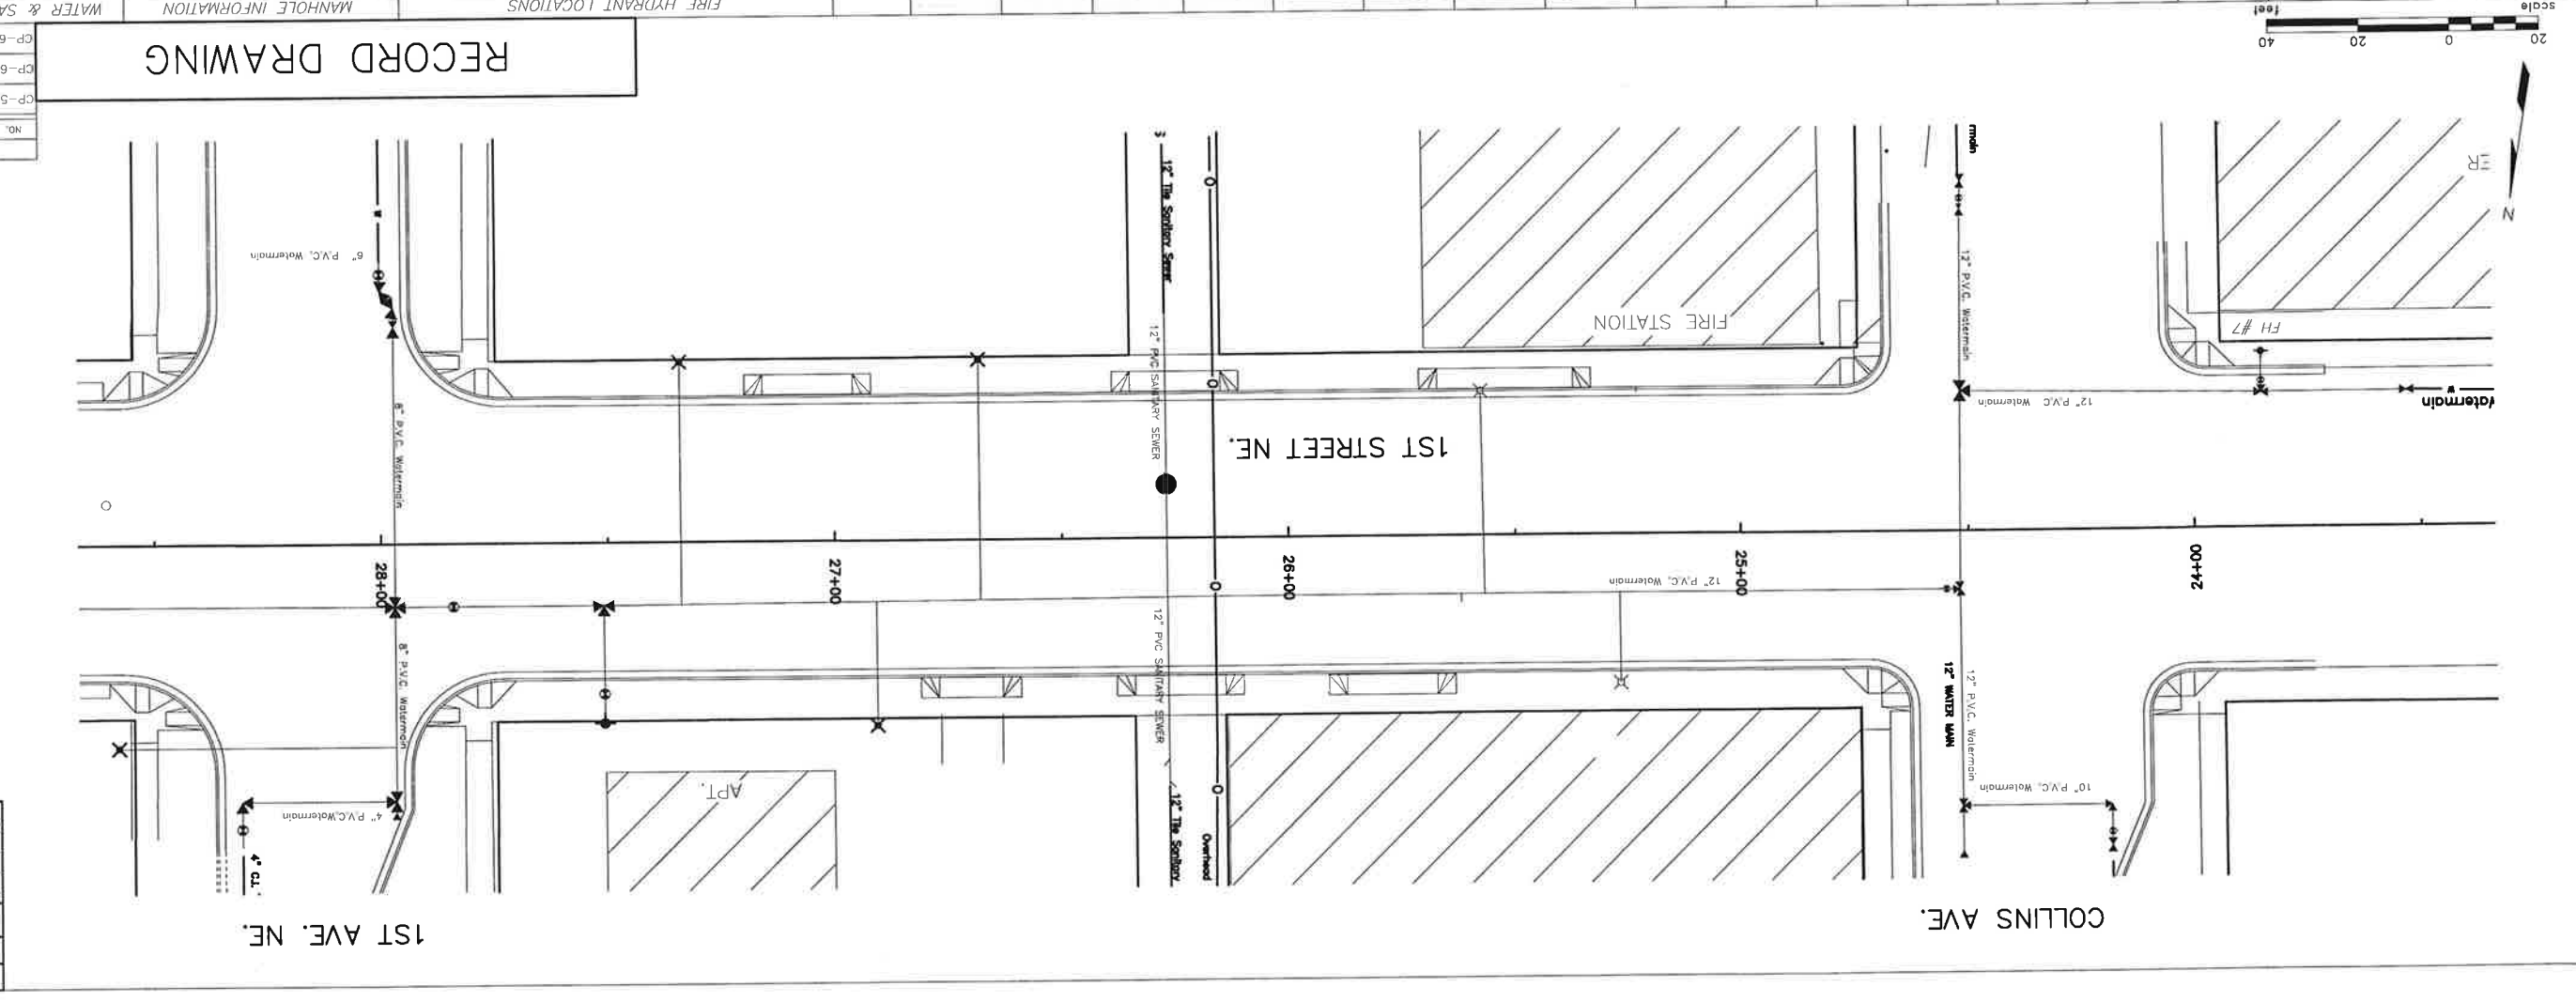 COLLINS AVE.
1ST AVE. NE.
4" C.I.
10" P.V.C. Watermain
4" P.V.C. Watermain
Overhead
12" Tile Sanitary
APT.
12" WATER MAIN
12" P.V.C. Watermain
12" PVC SANITARY SEWER
8" P.V.C. Watermain
24+00
25+00
26+00
27+00
28+00
12" P.V.C. Watermain
1ST STREET NE.
12" PVC SANITARY SEWER
8" P.V.C. Watermain
Watermain
W
12" P.V.C. Watermain
FH #7
FIRE STATION
12" P.V.C. Watermain
6" P.V.C. Watermain
12" Tile Sanitary Sewer
S
W
N
ER
rmain
NO.
CP-5
CP-6
CP-6
RECORD DRAWING
20 0 20 40
scale feet
FIRE HYDRANT LOCATIONS
MANHOLE INFORMATION
WATER & SA